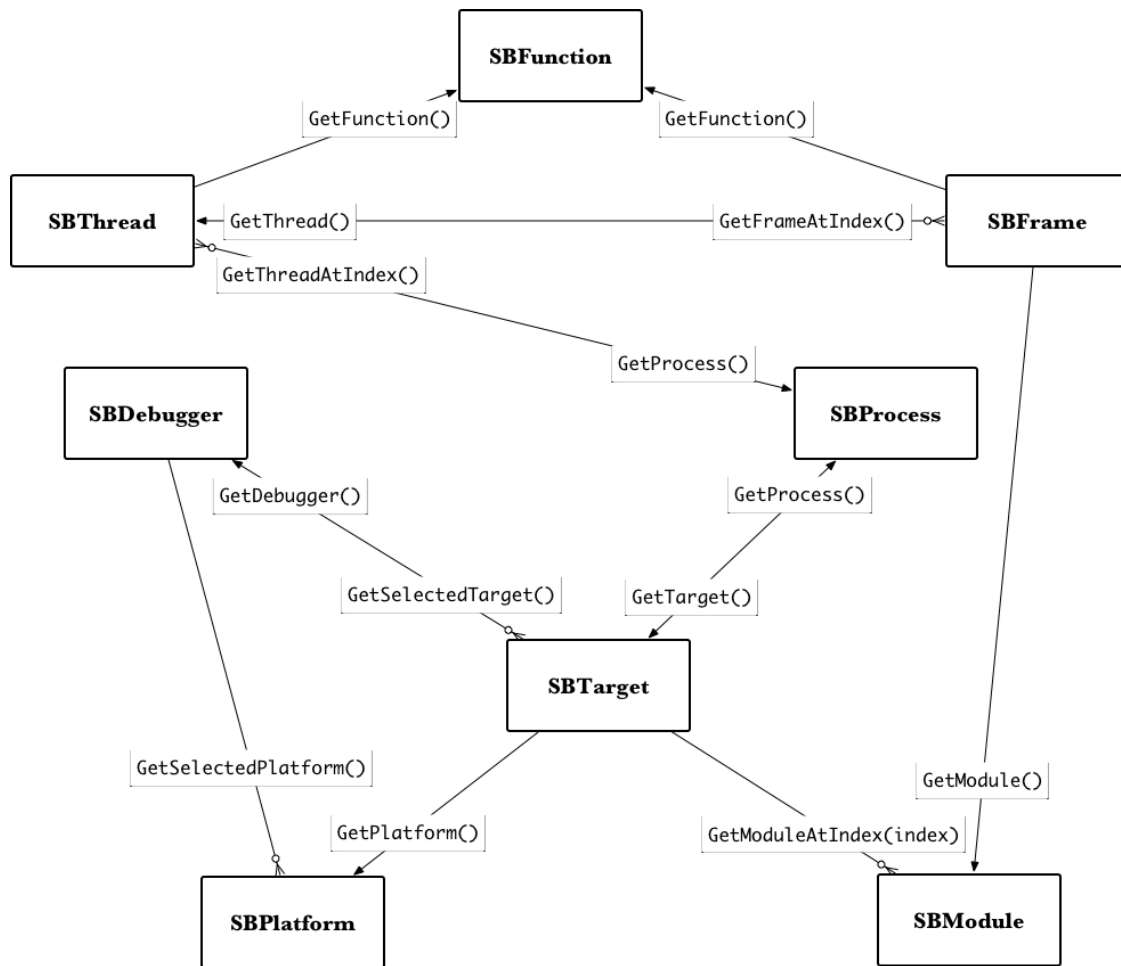 SBFunction
GetFunction()
GetFunction()
SBThread
GetThread()
GetFrameAtIndex()
SBFrame
GetThreadAtIndex()
GetProcess()
SBDebugger
SBProcess
GetDebugger()
GetProcess()
GetSelectedTarget()
GetTarget()
SBTarget
GetSelectedPlatform()
GetModule()
GetPlatform()
GetModuleAtIndex(index)
SBPlatform
SBModule